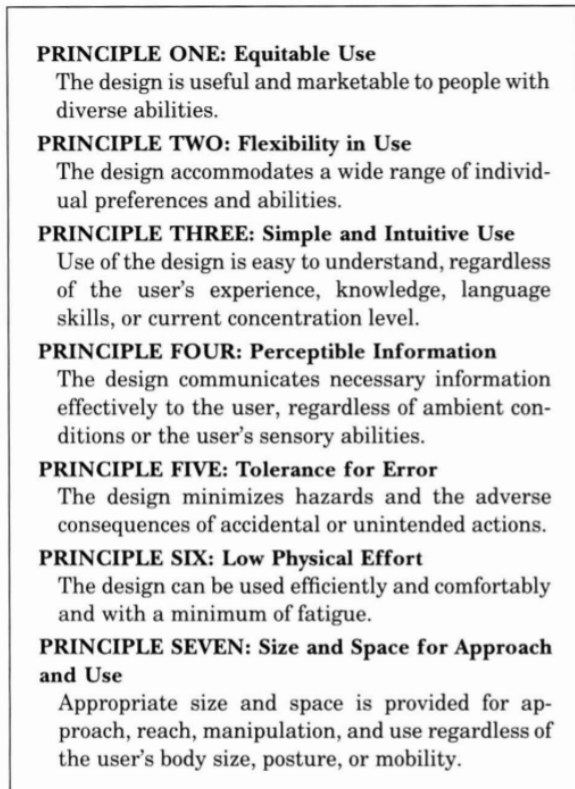 PRINCIPLE ONE: Equitable Use
The design is useful and marketable to people with
diverse abilities.
PRINCIPLE TWO: Flexibility in Use
The design accommodates a wide range of individ-
ual preferences and abilities.
PRINCIPLE THREE: Simple and Intuitive Use
Use of the design is easy to understand, regardless
of the user's experience, knowledge, language
skills, or current concentration level.
PRINCIPLE FOUR: Perceptible Information
The design communicates necessary information
effectively to the user, regardless of ambient con-
ditions or the user's sensory abilities.
PRINCIPLE FIVE: Tolerance for Error
The design minimizes hazards and the adverse
consequences of accidental or unintended actions.
PRINCIPLE SIX: Low Physical Effort
The design can be used efficiently and comfortably
and with a minimum of fatigue.
PRINCIPLE SEVEN: Size and Space for Approach
and Use
Appropriate size and space is provided for ap-
proach, reach, manipulation, and use regardless of
the user's body size, posture, or mobility.